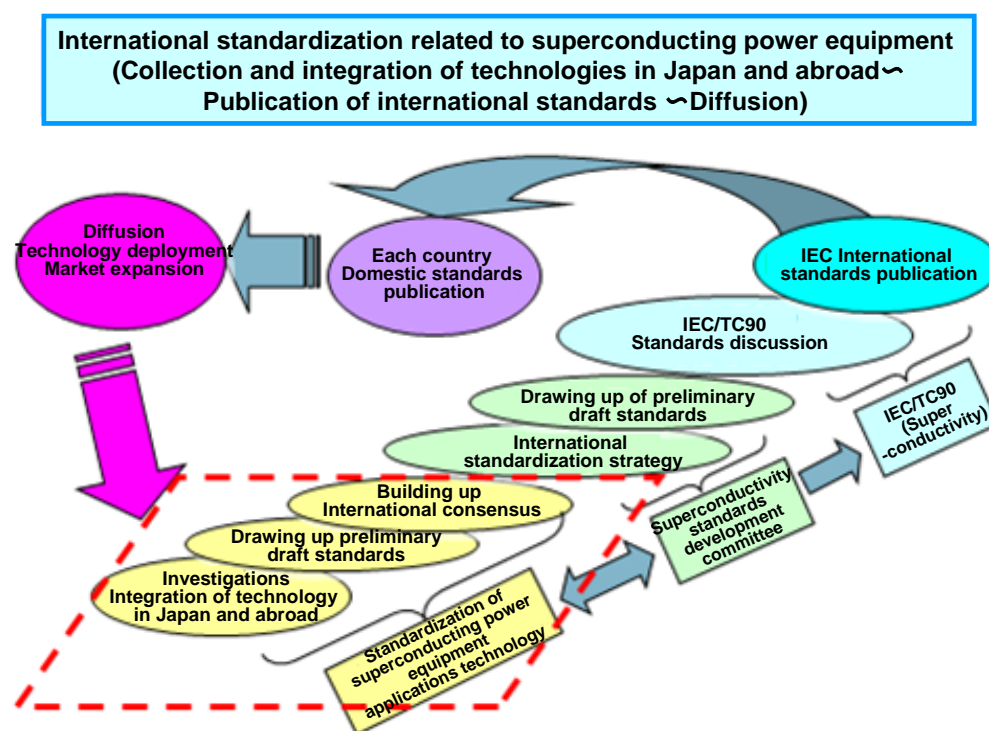 International standardization related to superconducting power equipment
(Collection and integration of technologies in Japan and abroad∽
Publication of international standards ∽Diffusion)
Diffusion
Technology deployment
Market expansion
Each country
Domestic standards
publication
IEC International
standards publication
IEC/TC90
Standards discussion
Drawing up of preliminary
draft standards
International
standardization strategy
Building up
International consensus
Drawing up preliminary
draft standards
Investigations
Integration of technology
in Japan and abroad
IEC/TC90
(Super
-conductivity)
Superconductivity
standards
development
committee
Standardization of
superconducting power
equipment
applications technology